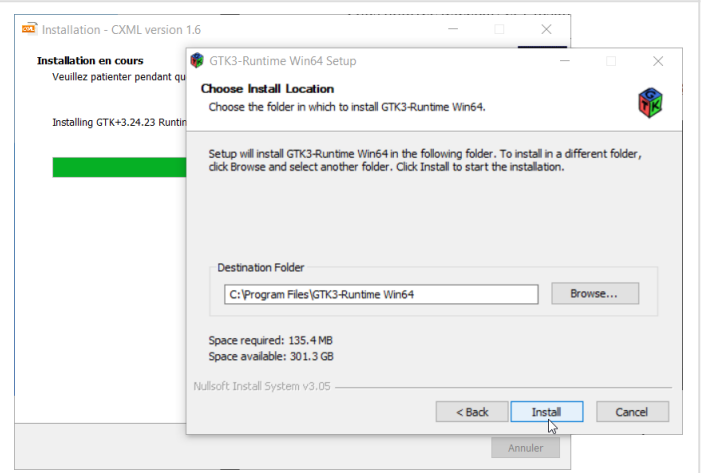 Installation - CXML version 1.6
Installation en cours
Veuillez patienter pendant qu
Installing GTK+3.24.23 Runtin
GTK3-Runtime Win64 Setup
Choose Install Location
Choose the folder in which to install GTK3-Runtime Win64.
Setup will install GTK3-Runtime Win64 in the following folder. To install in a different folder,
click Browse and select another folder. Click Install to start the installation.
Destination Folder
C:\Program Files\GTK3-Runtime Win64
Browse...
Space required: 135.4 MB
Space available: 301.3 GB
Nullsoft Install System v3.05
< Back Install Cancel
Annuler